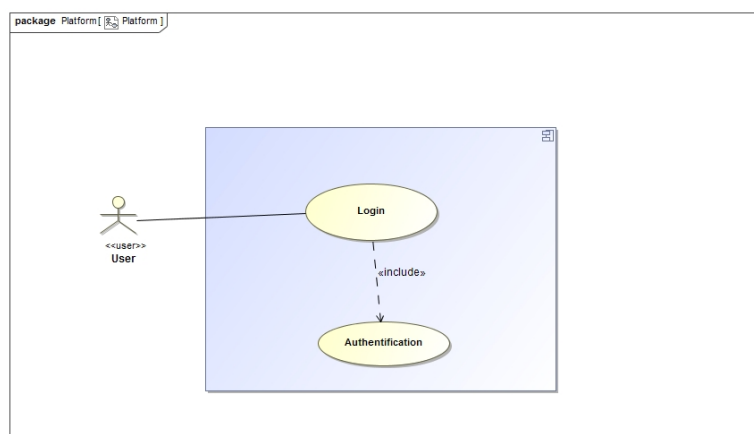 package Platform [ Platform ]
Login
<<user>>
User
«include»
Authentification